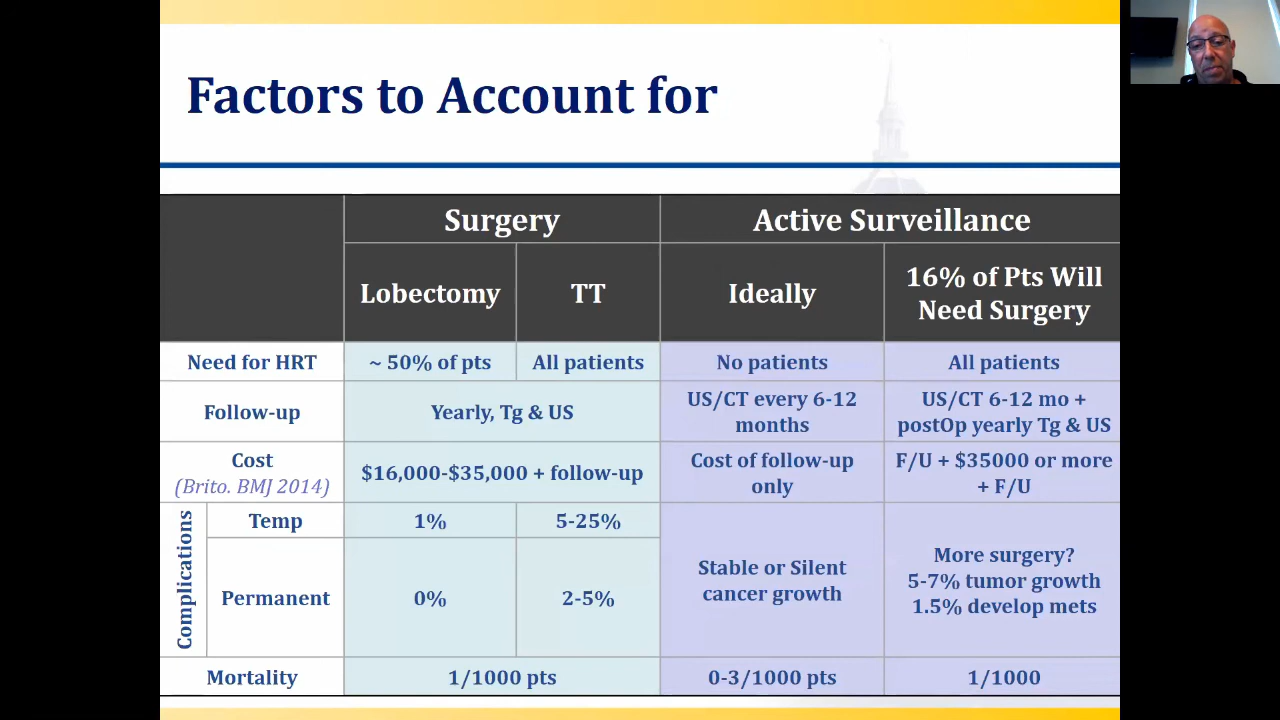 Factors to Account for
Surgery
Active Surveillance
Lobectomy
TT
Ideally
16% of Pts Will
Need Surgery
Need for HRT
~ 50% of pts
All patients
No patients
All patients
Follow-up
Yearly, Tg & US
US/CT every 6-12
months
US/CT 6-12 mo +
postOp yearly Tg & US
Cost
(Brito. BMJ 2014)
$16,000-$35,000 + follow-up
Cost of follow-up
only
F/U + $35000 or more
+ F/U
Complications
Temp
1%
5-25%
Stable or Silent
cancer growth
More surgery?
5-7% tumor growth
1.5% develop mets
Permanent
0%
2-5%
Mortality
1/1000 pts
0-3/1000 pts
1/1000